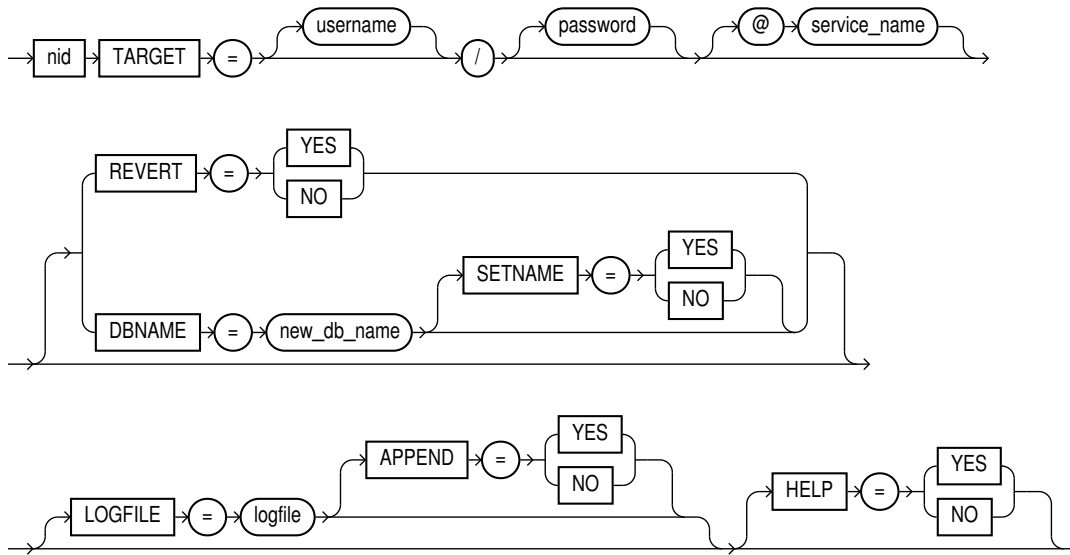 username password @ service_name
nid TARGET = /
YES
REVERT =
NO
YES
SETNAME =
NO
DBNAME = new_db_name
YES
APPEND =
NO
YES
HELP =
NO
LOGFILE = logfile